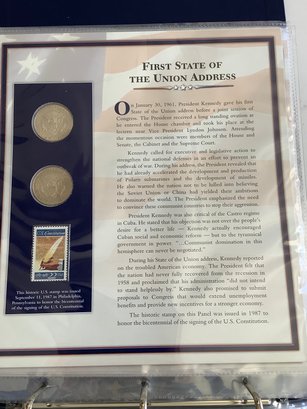 FIRST STATE OF
THE UNION ADDRESS
ON January 30, 1961, President Kennedy gave his first
State of the Union Address before a joint session of
Congress. The President received a long standing ovation as
he entered the House chamber and took his place at the
lectern near Vice President Lyndon Johnson. Attending
the momentous occasion were members of the House and
Senate, the Cabinet and the Supreme Court.
Kennedy called for executive and legislative action to
strengthen the national defenses in an effort to prevent an
outbreak of war. During his address, the President revealed that
he had already accelerated the development and production
of Polaris submarines and the development of missiles.
He also warned the nation not to be lulled into believing
the Soviet Union or China had yielded their ambitions
to dominate the world. The President emphasized the need
to convince these communist countries to stop their aggression.
President Kennedy was also critical of the Castro regime
in Cuba. He stated that his objection was not over the people's
desire for a better life — Kennedy actually encouraged
Cuban social and economic reform — but to the tyrannical
government in power. "…Communist domination in this
hemisphere can never be negotiated."
During his State of the Union Address, Kennedy reported
on the troubled American economy. The President felt that
the nation had never fully recovered from the recession in
1958 and proclaimed that his administration "did not intend
to stand helplessly by." Kennedy also promised to submit
proposals to Congress that would extend unemployment
benefits and provide new incentives for a stronger economy.
The historic stamp on this Panel was issued in 1987 to
honor the bicentennial of the signing of the U.S. Constitution.
This historic U.S. stamp was issued
September 17, 1987 in Philadelphia,
Pennsylvania to honor the bicentennial
of the signing of the U.S. Constitution.